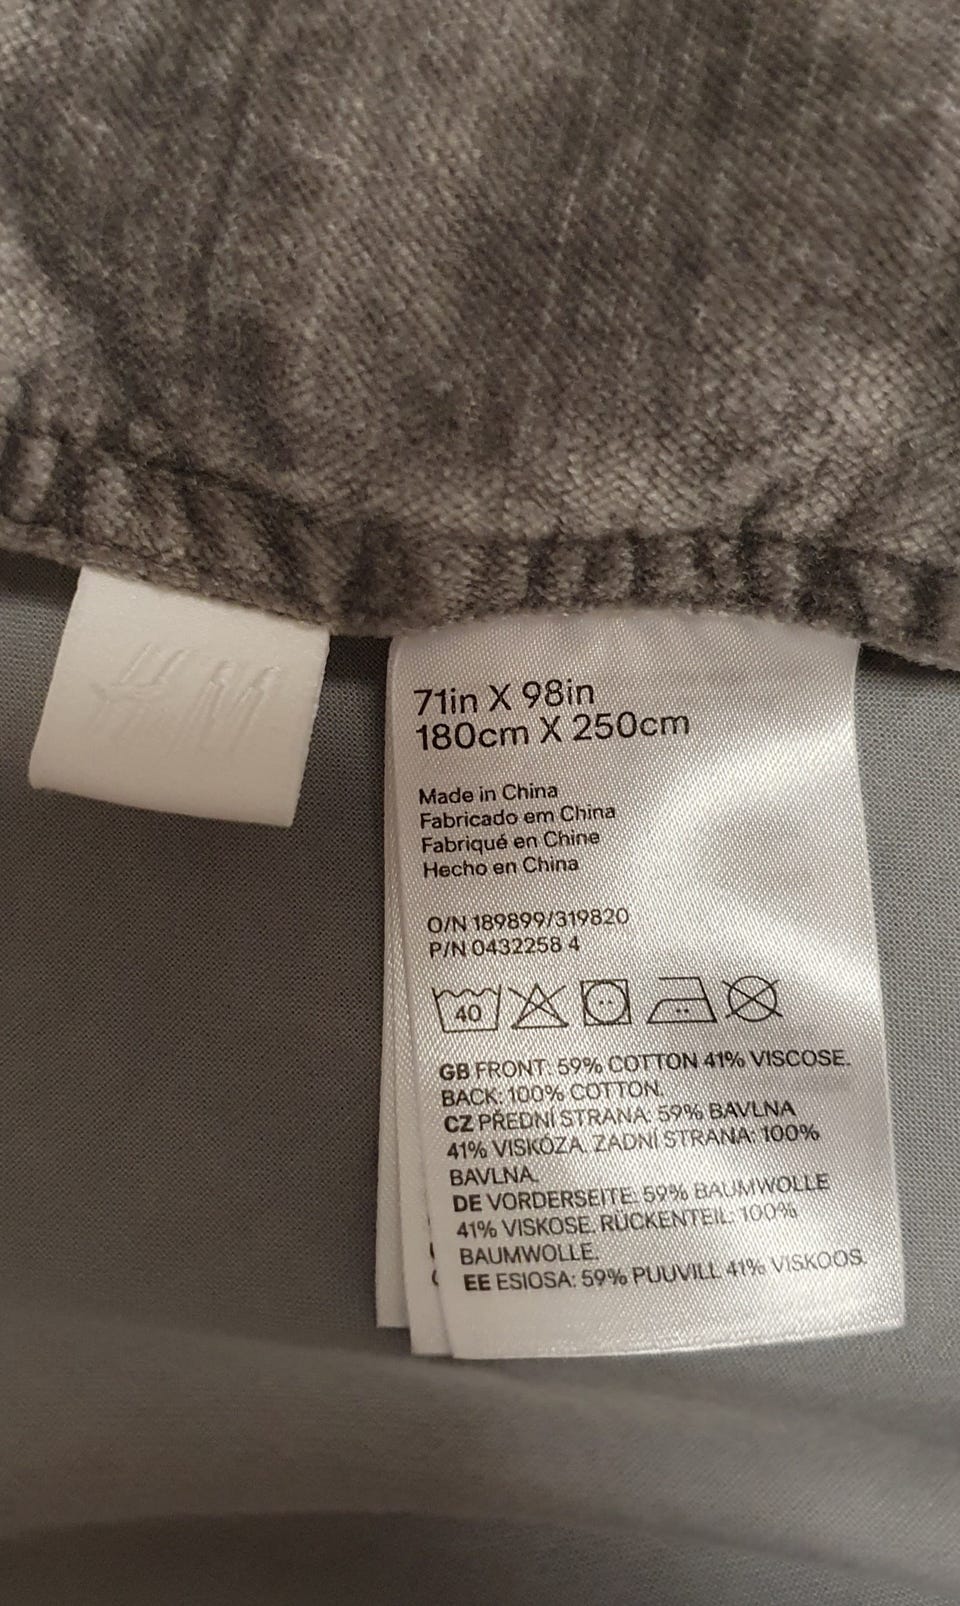 H&M
71in X 98in
180cm X 250cm
Made in China
Fabricado em China
Fabriqué en Chine
Hecho en China
O/N 189899/319820
P/N 0432258 4
40
GB FRONT: 59% COTTON 41% VISCOSE.
BACK: 100% COTTON.
CZ PŘEDNÍ STRANA: 59% BAVLNA
41% VISKÓZA. ZADNÍ STRANA: 100%
BAVLNA.
DE VORDERSEITE: 59% BAUMWOLLE
41% VISKOSE. RÜCKENTEIL: 100%
BAUMWOLLE.
EE ESIOSA: 59% PUUVILL 41% VISKOOS.